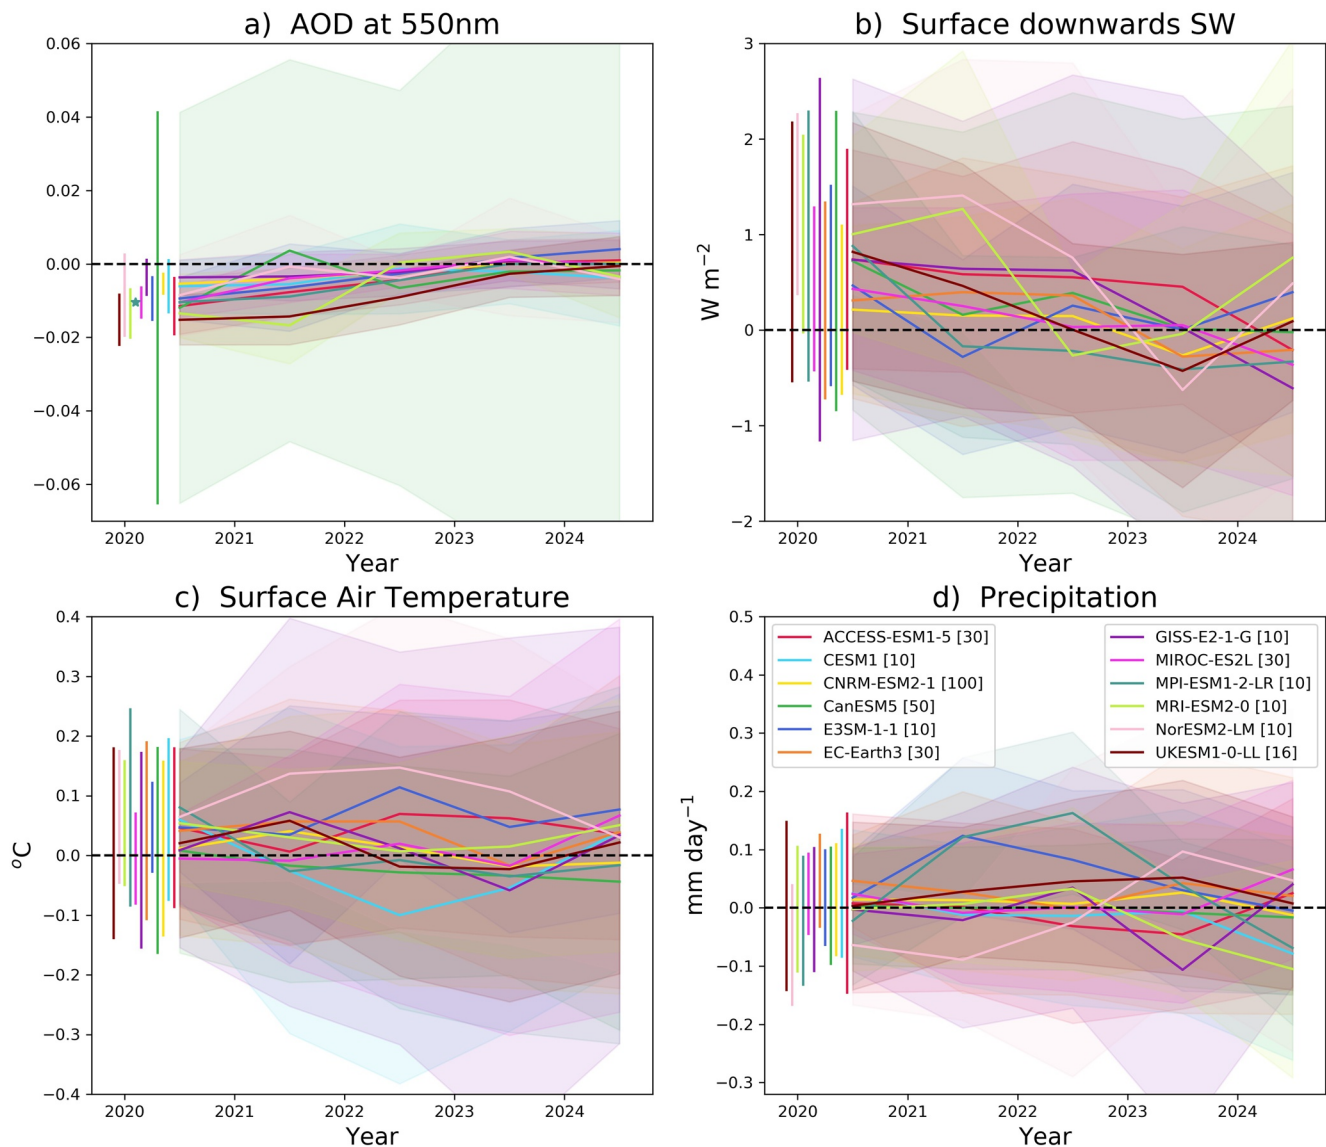 a)  AOD at 550nm
0.06
0.04
0.02
0.00
−0.02
−0.04
−0.06
2020 2021 2022 2023 2024
Year
b)  Surface downwards SW
3
2
1
0
−1
−2
W m⁻²
2020 2021 2022 2023 2024
Year
c)  Surface Air Temperature
0.4
0.3
0.2
0.1
0.0
−0.1
−0.2
−0.3
−0.4
°C
2020 2021 2022 2023 2024
Year
d)  Precipitation
0.5
0.4
0.3
0.2
0.1
0.0
−0.1
−0.2
−0.3
mm day⁻¹
ACCESS-ESM1-5 [30]
CESM1 [10]
CNRM-ESM2-1 [100]
CanESM5 [50]
E3SM-1-1 [10]
EC-Earth3 [30]
GISS-E2-1-G [10]
MIROC-ES2L [30]
MPI-ESM1-2-LR [10]
MRI-ESM2-0 [10]
NorESM2-LM [10]
UKESM1-0-LL [16]
2020 2021 2022 2023 2024
Year